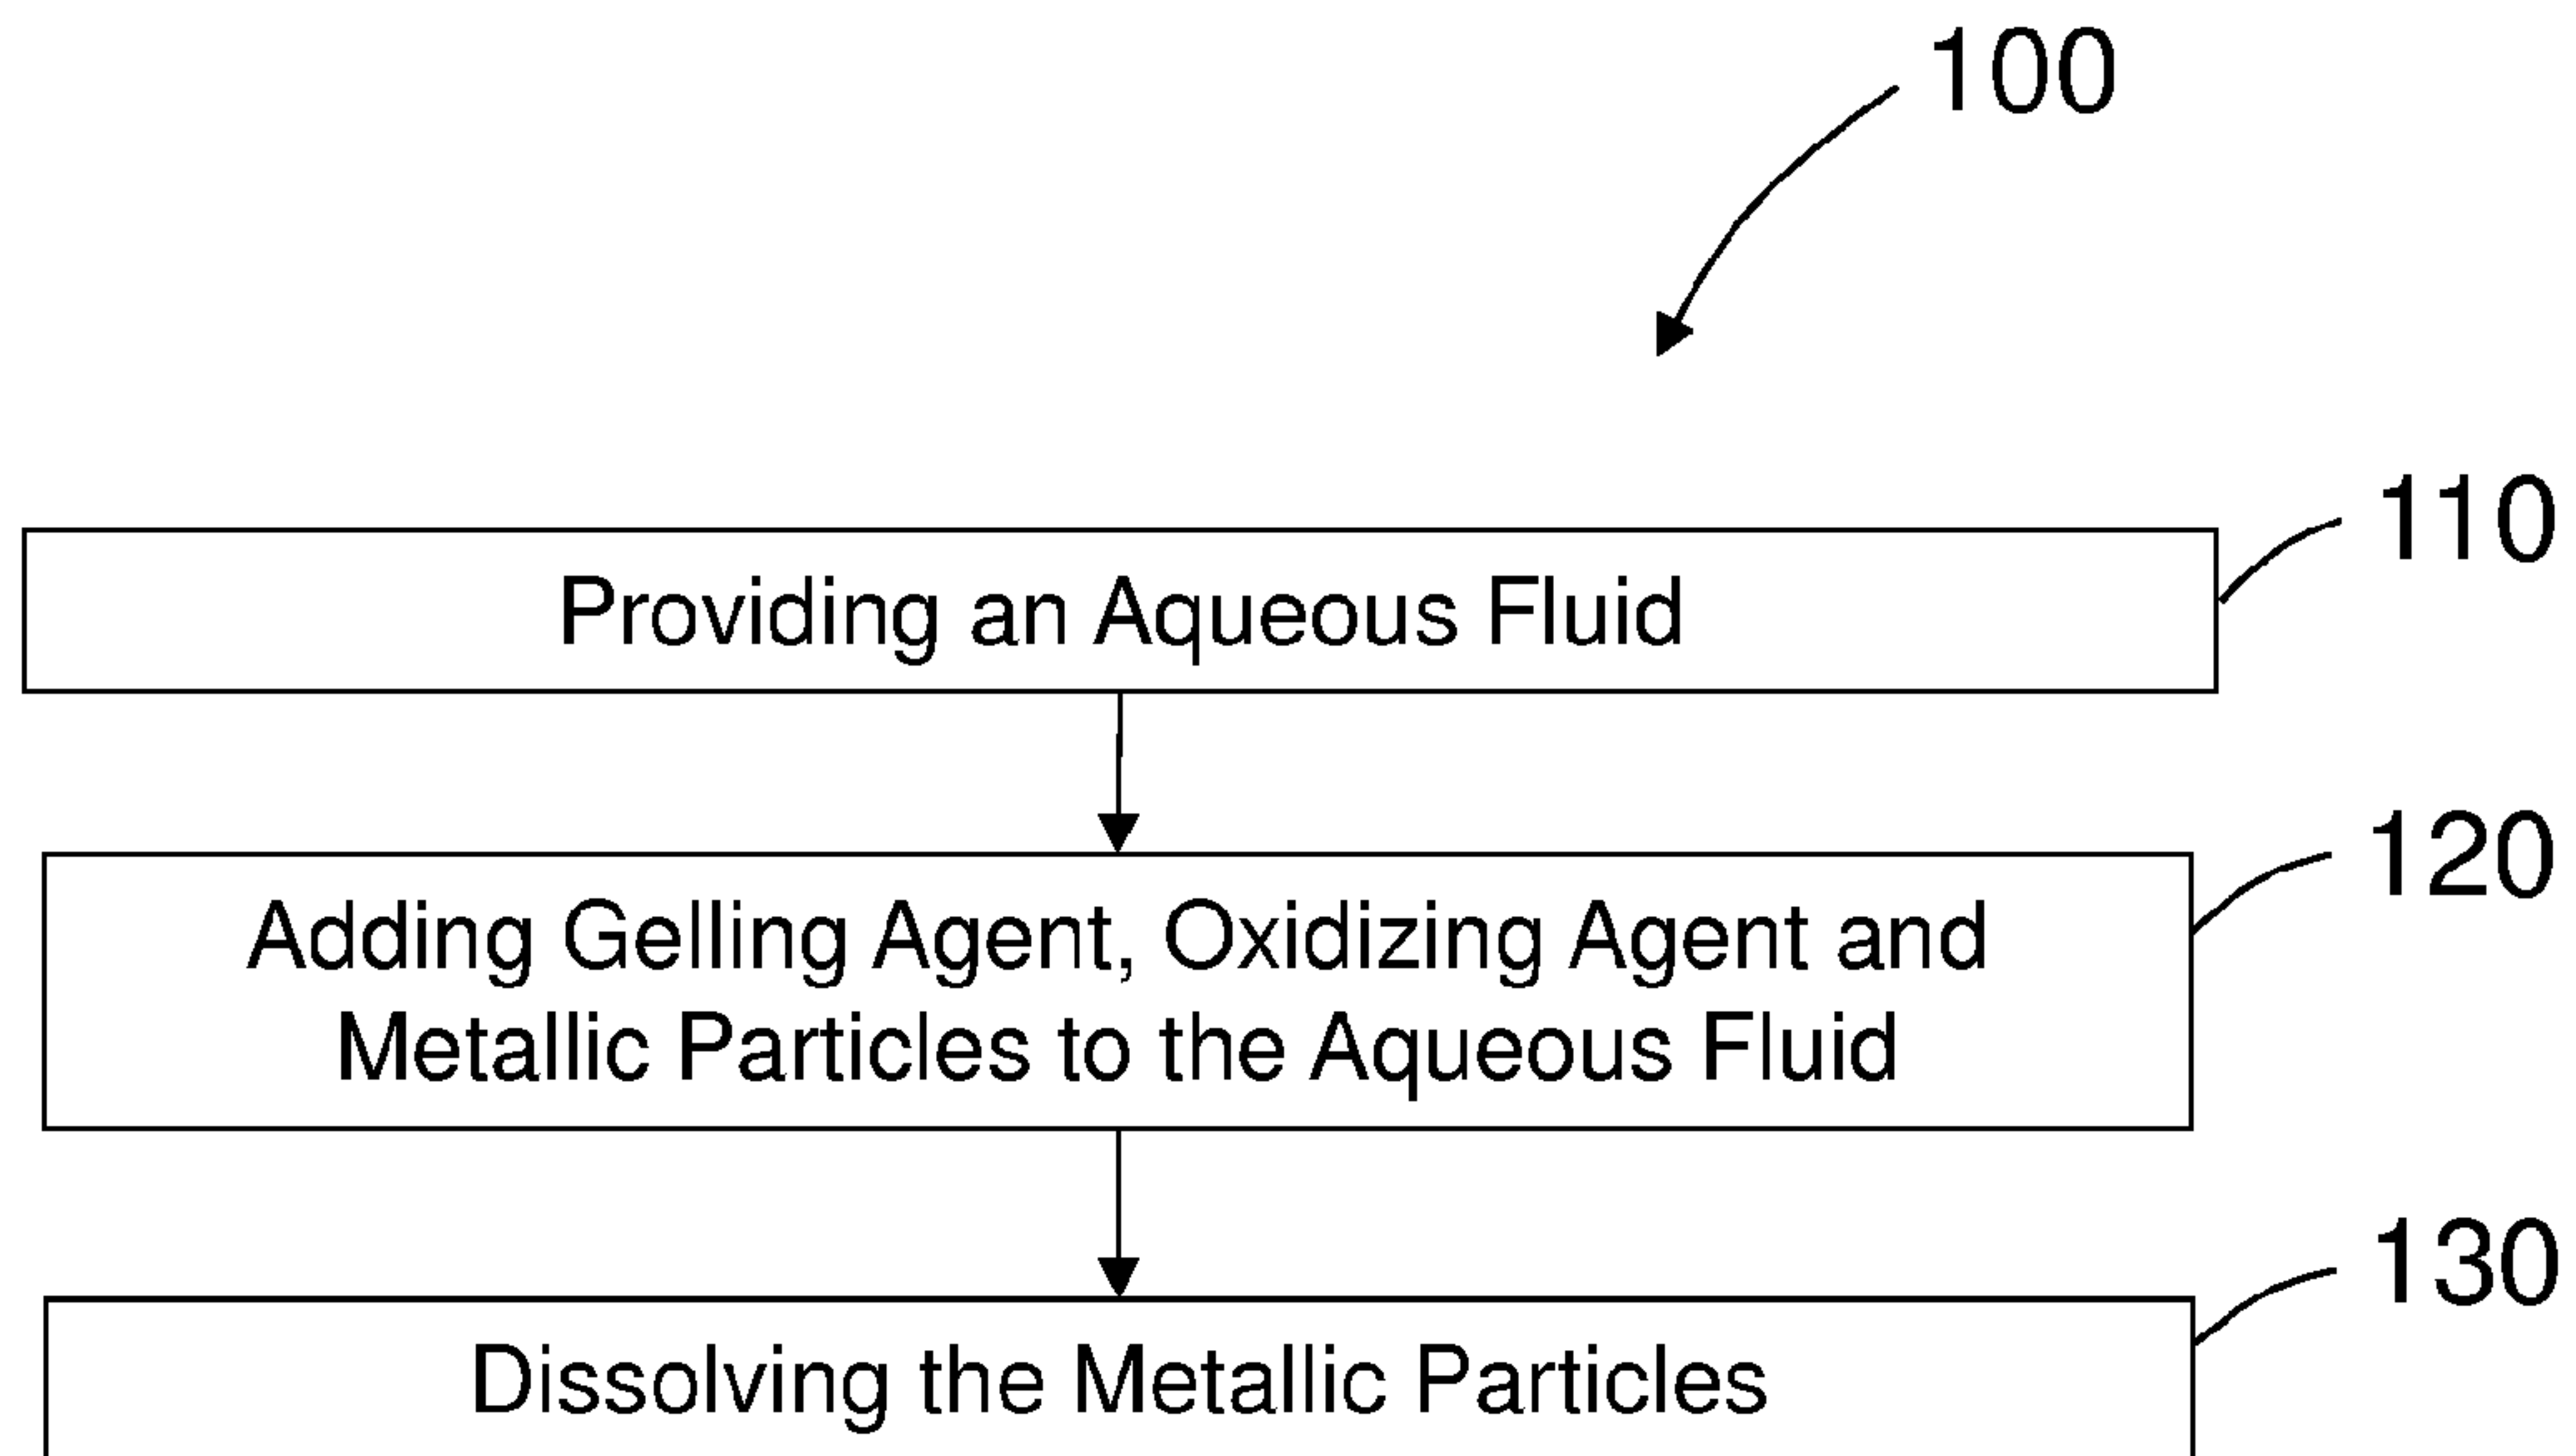 100
110
Providing an Aqueous Fluid
120
Adding Gelling Agent, Oxidizing Agent and
Metallic Particles to the Aqueous Fluid
130
Dissolving the Metallic Particles